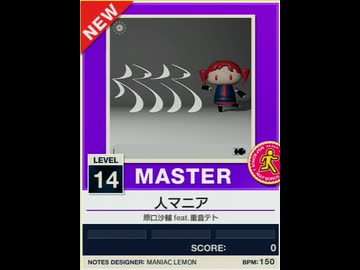 NEW
LEVEL
14
MASTER
人マニア
原口沙輔 feat.重音テト
SCORE: 0
NOTES DESIGNER: MANIAC LEMON BPM:150